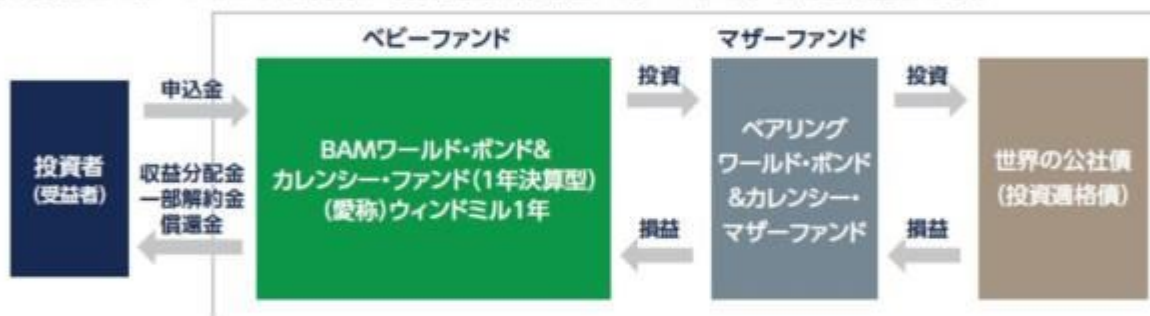 ベビーファンド
マザーファンド
投資者
(受益者)
申込金
収益分配金
一部解約金
償還金
BAMワールド・ボンド&
カレンシー・ファンド(1年決算型)
(愛称)ウィンドミル1年
投資
損益
ベアリング
ワールド・ボンド
&カレンシー・
マザーファンド
投資
損益
世界の公社債
(投資適格債)